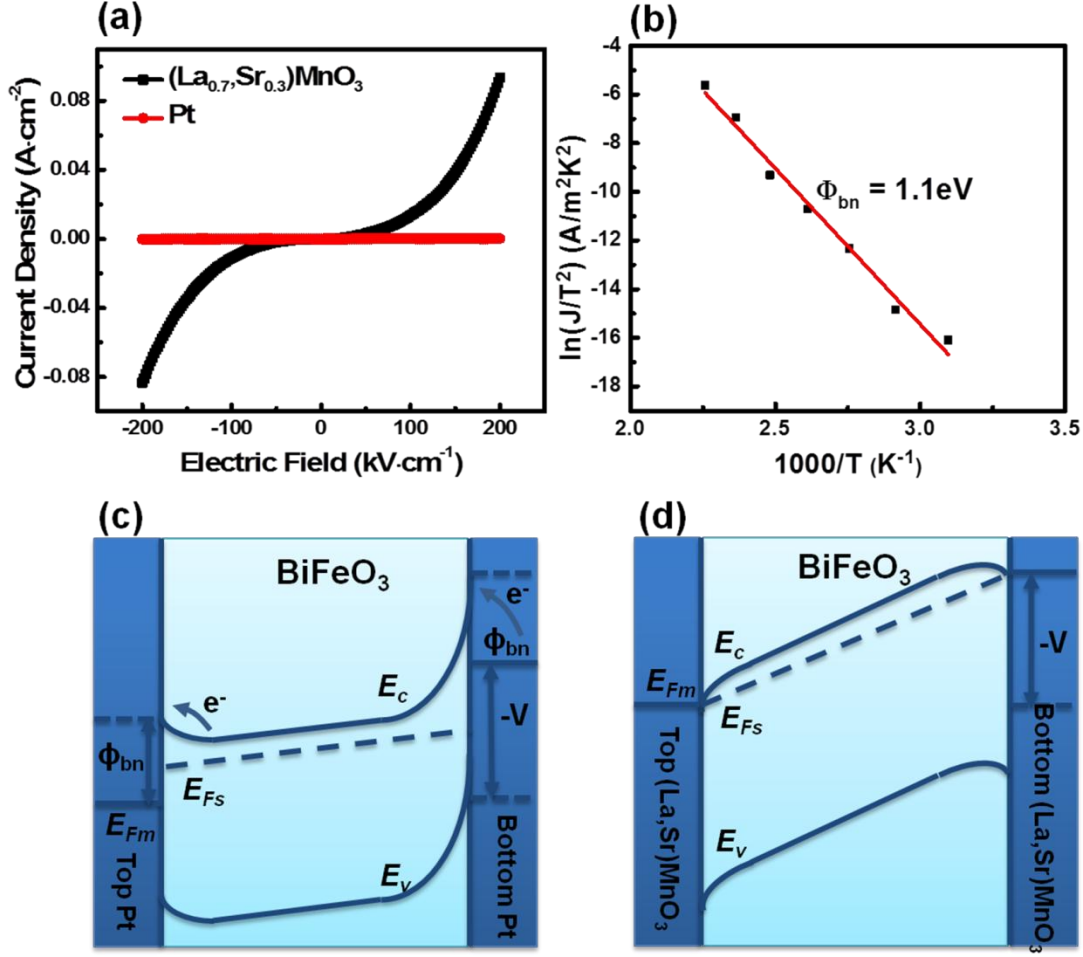 (a)
(La0.7,Sr0.3)MnO3
Pt
Current Density (A·cm-2)
0.08
0.04
0.00
-0.04
-0.08
-200 -100 0 100 200
Electric Field (kV·cm-1)
(b)
ln(J/T2) (A/m2K2)
-4
-6
-8
-10
-12
-14
-16
-18
Φbn = 1.1eV
2.0 2.5 3.0 3.5
1000/T (K-1)
(c)
BiFeO3
e-
ϕbn
Ec
e-
-V
ϕbn
EFs
EFm
Ev
Top Pt
Bottom Pt
(d)
BiFeO3
Ec
-V
EFm
EFs
Ev
Top (La,Sr)MnO3
Bottom (La,Sr)MnO3